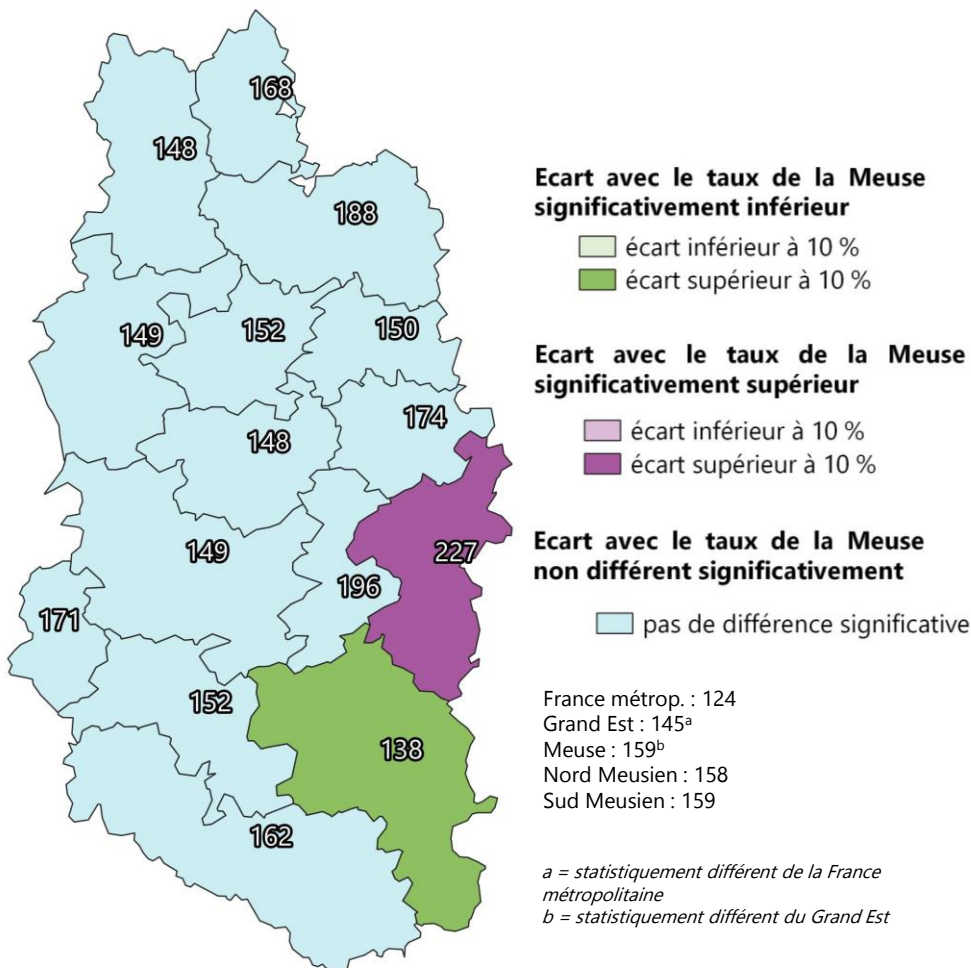 168
148
188
149
152
150
174
148
149
227
196
171
152
138
162
Ecart avec le taux de la Meuse
significativement inférieur
écart inférieur à 10 %
écart supérieur à 10 %
Ecart avec le taux de la Meuse
significativement supérieur
écart inférieur à 10 %
écart supérieur à 10 %
Ecart avec le taux de la Meuse
non différent significativement
pas de différence significative
France métrop. : 124
Grand Est : 145ᵃ
Meuse : 159ᵇ
Nord Meusien : 158
Sud Meusien : 159
a = statistiquement différent de la France
métropolitaine
b = statistiquement différent du Grand Est